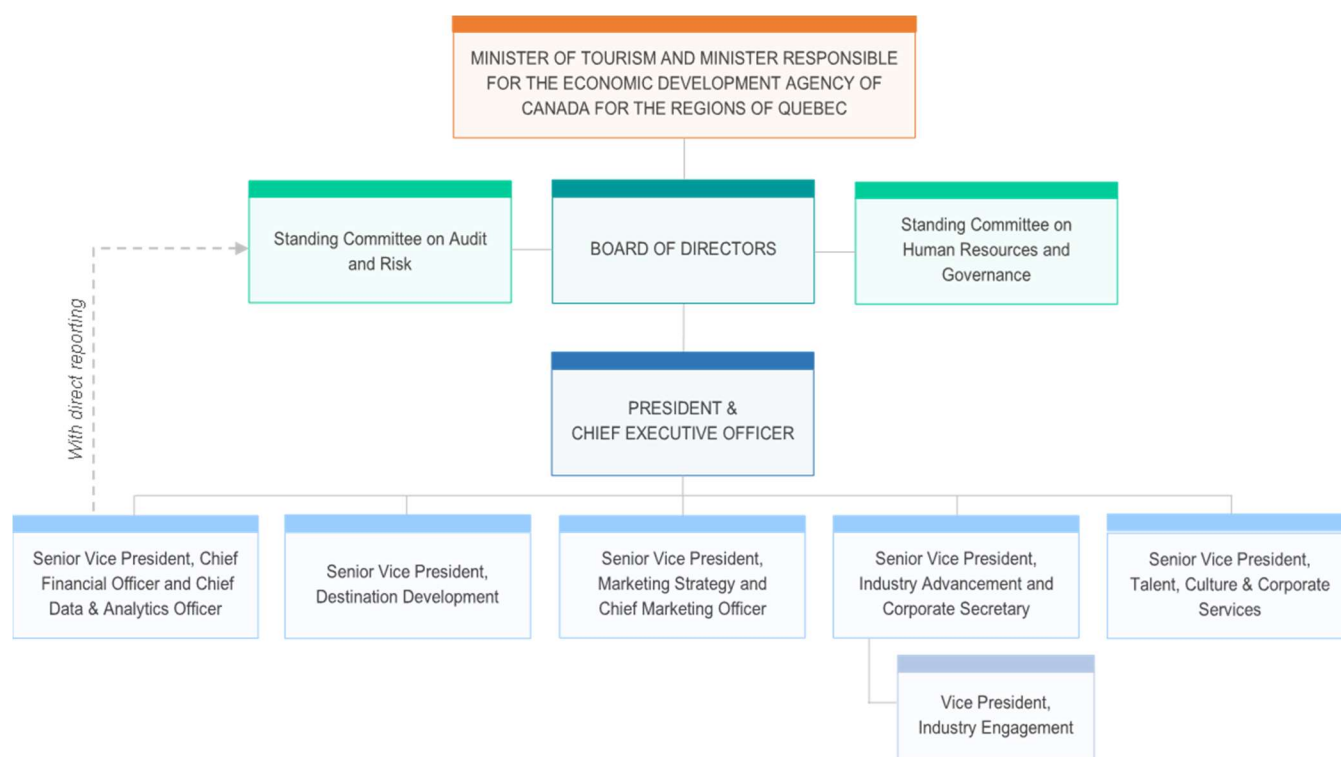 MINISTER OF TOURISM AND MINISTER RESPONSIBLE
FOR THE ECONOMIC DEVELOPMENT AGENCY OF
CANADA FOR THE REGIONS OF QUEBEC
Standing Committee on Audit
and Risk
BOARD OF DIRECTORS
Standing Committee on
Human Resources and
Governance
With direct reporting
PRESIDENT &
CHIEF EXECUTIVE OFFICER
Senior Vice President, Chief
Financial Officer and Chief
Data & Analytics Officer
Senior Vice President,
Destination Development
Senior Vice President,
Marketing Strategy and
Chief Marketing Officer
Senior Vice President,
Industry Advancement and
Corporate Secretary
Senior Vice President,
Talent, Culture & Corporate
Services
Vice President,
Industry Engagement